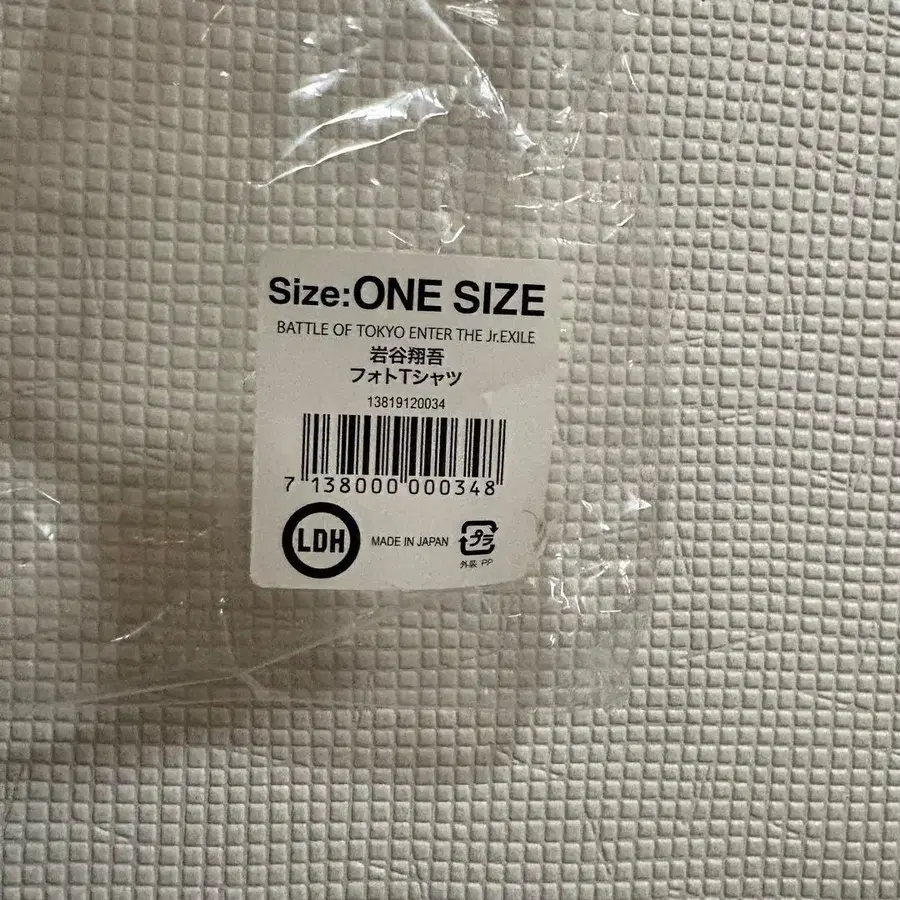 Size:ONE SIZE
BATTLE OF TOKYO ENTER THE Jr.EXILE
岩谷翔吾
フォトTシャツ
13819120034
7 138000 000348
LDH
MADE IN JAPAN
プラ
外装:PP